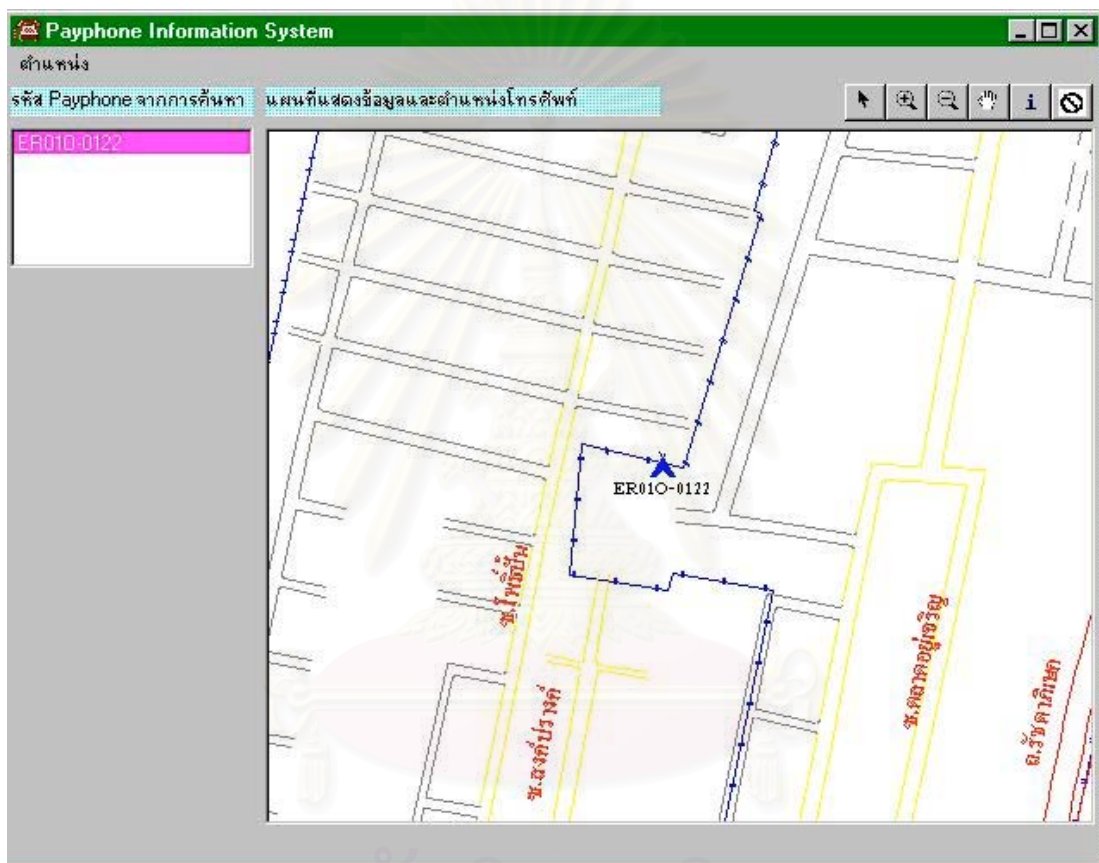 Payphone Information System
ตำแหน่ง
รหัส Payphone จากการค้นหา
แผนที่แสดงข้อมูลและตำแหน่งโทรศัพท์
ER01O-0122
ER01O-0122
ซ.โพธิ์ปั้น
ซ.ตลาดอยู่เจริญ
ถ.รัชดาภิเษก
ซ.องค์ปรางค์